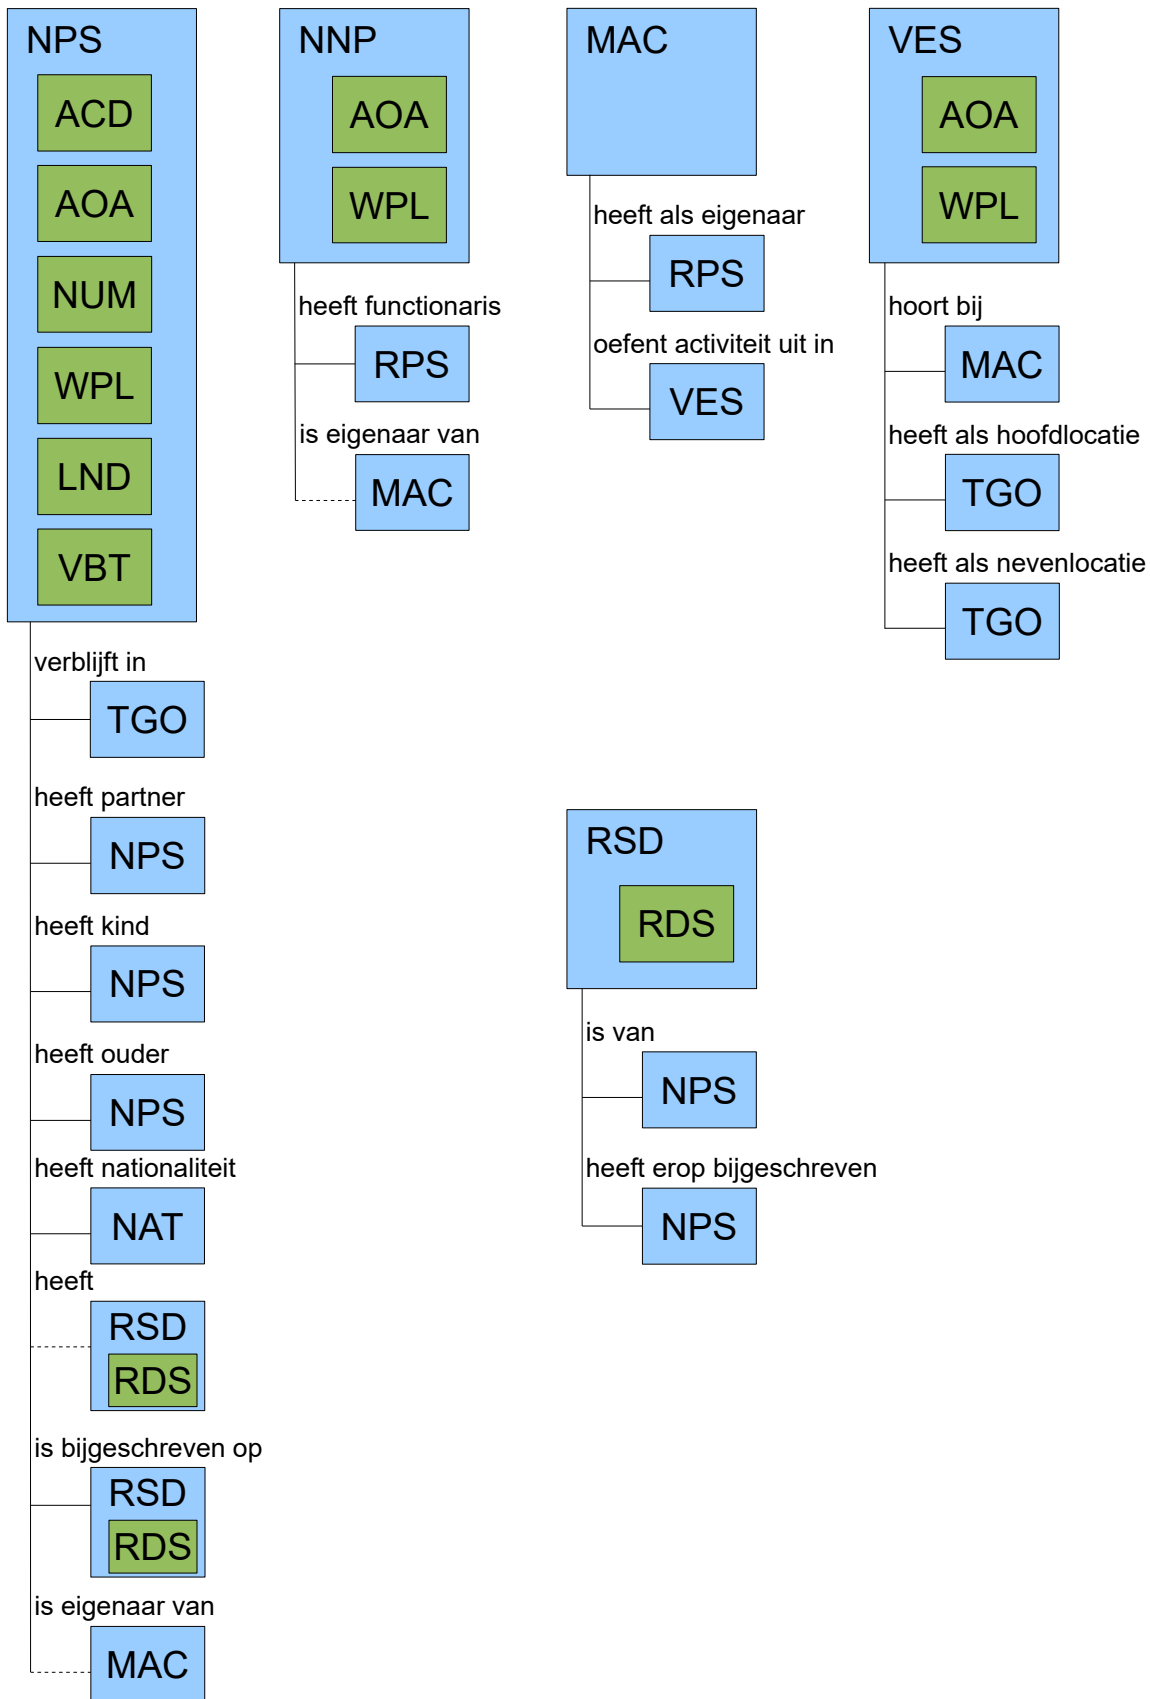 NPS
ACD
AOA
NUM
WPL
LND
VBT
verblijft in
TGO
heeft partner
NPS
heeft kind
NPS
heeft ouder
NPS
heeft nationaliteit
NAT
heeft
RSD
RDS
is bijgeschreven op
RSD
RDS
is eigenaar van
MAC
NNP
AOA
WPL
heeft functionaris
RPS
is eigenaar van
MAC
MAC
heeft als eigenaar
RPS
oefent activiteit uit in
VES
VES
AOA
WPL
hoort bij
MAC
heeft als hoofdlocatie
TGO
heeft als nevenlocatie
TGO
RSD
RDS
is van
NPS
heeft erop bijgeschreven
NPS